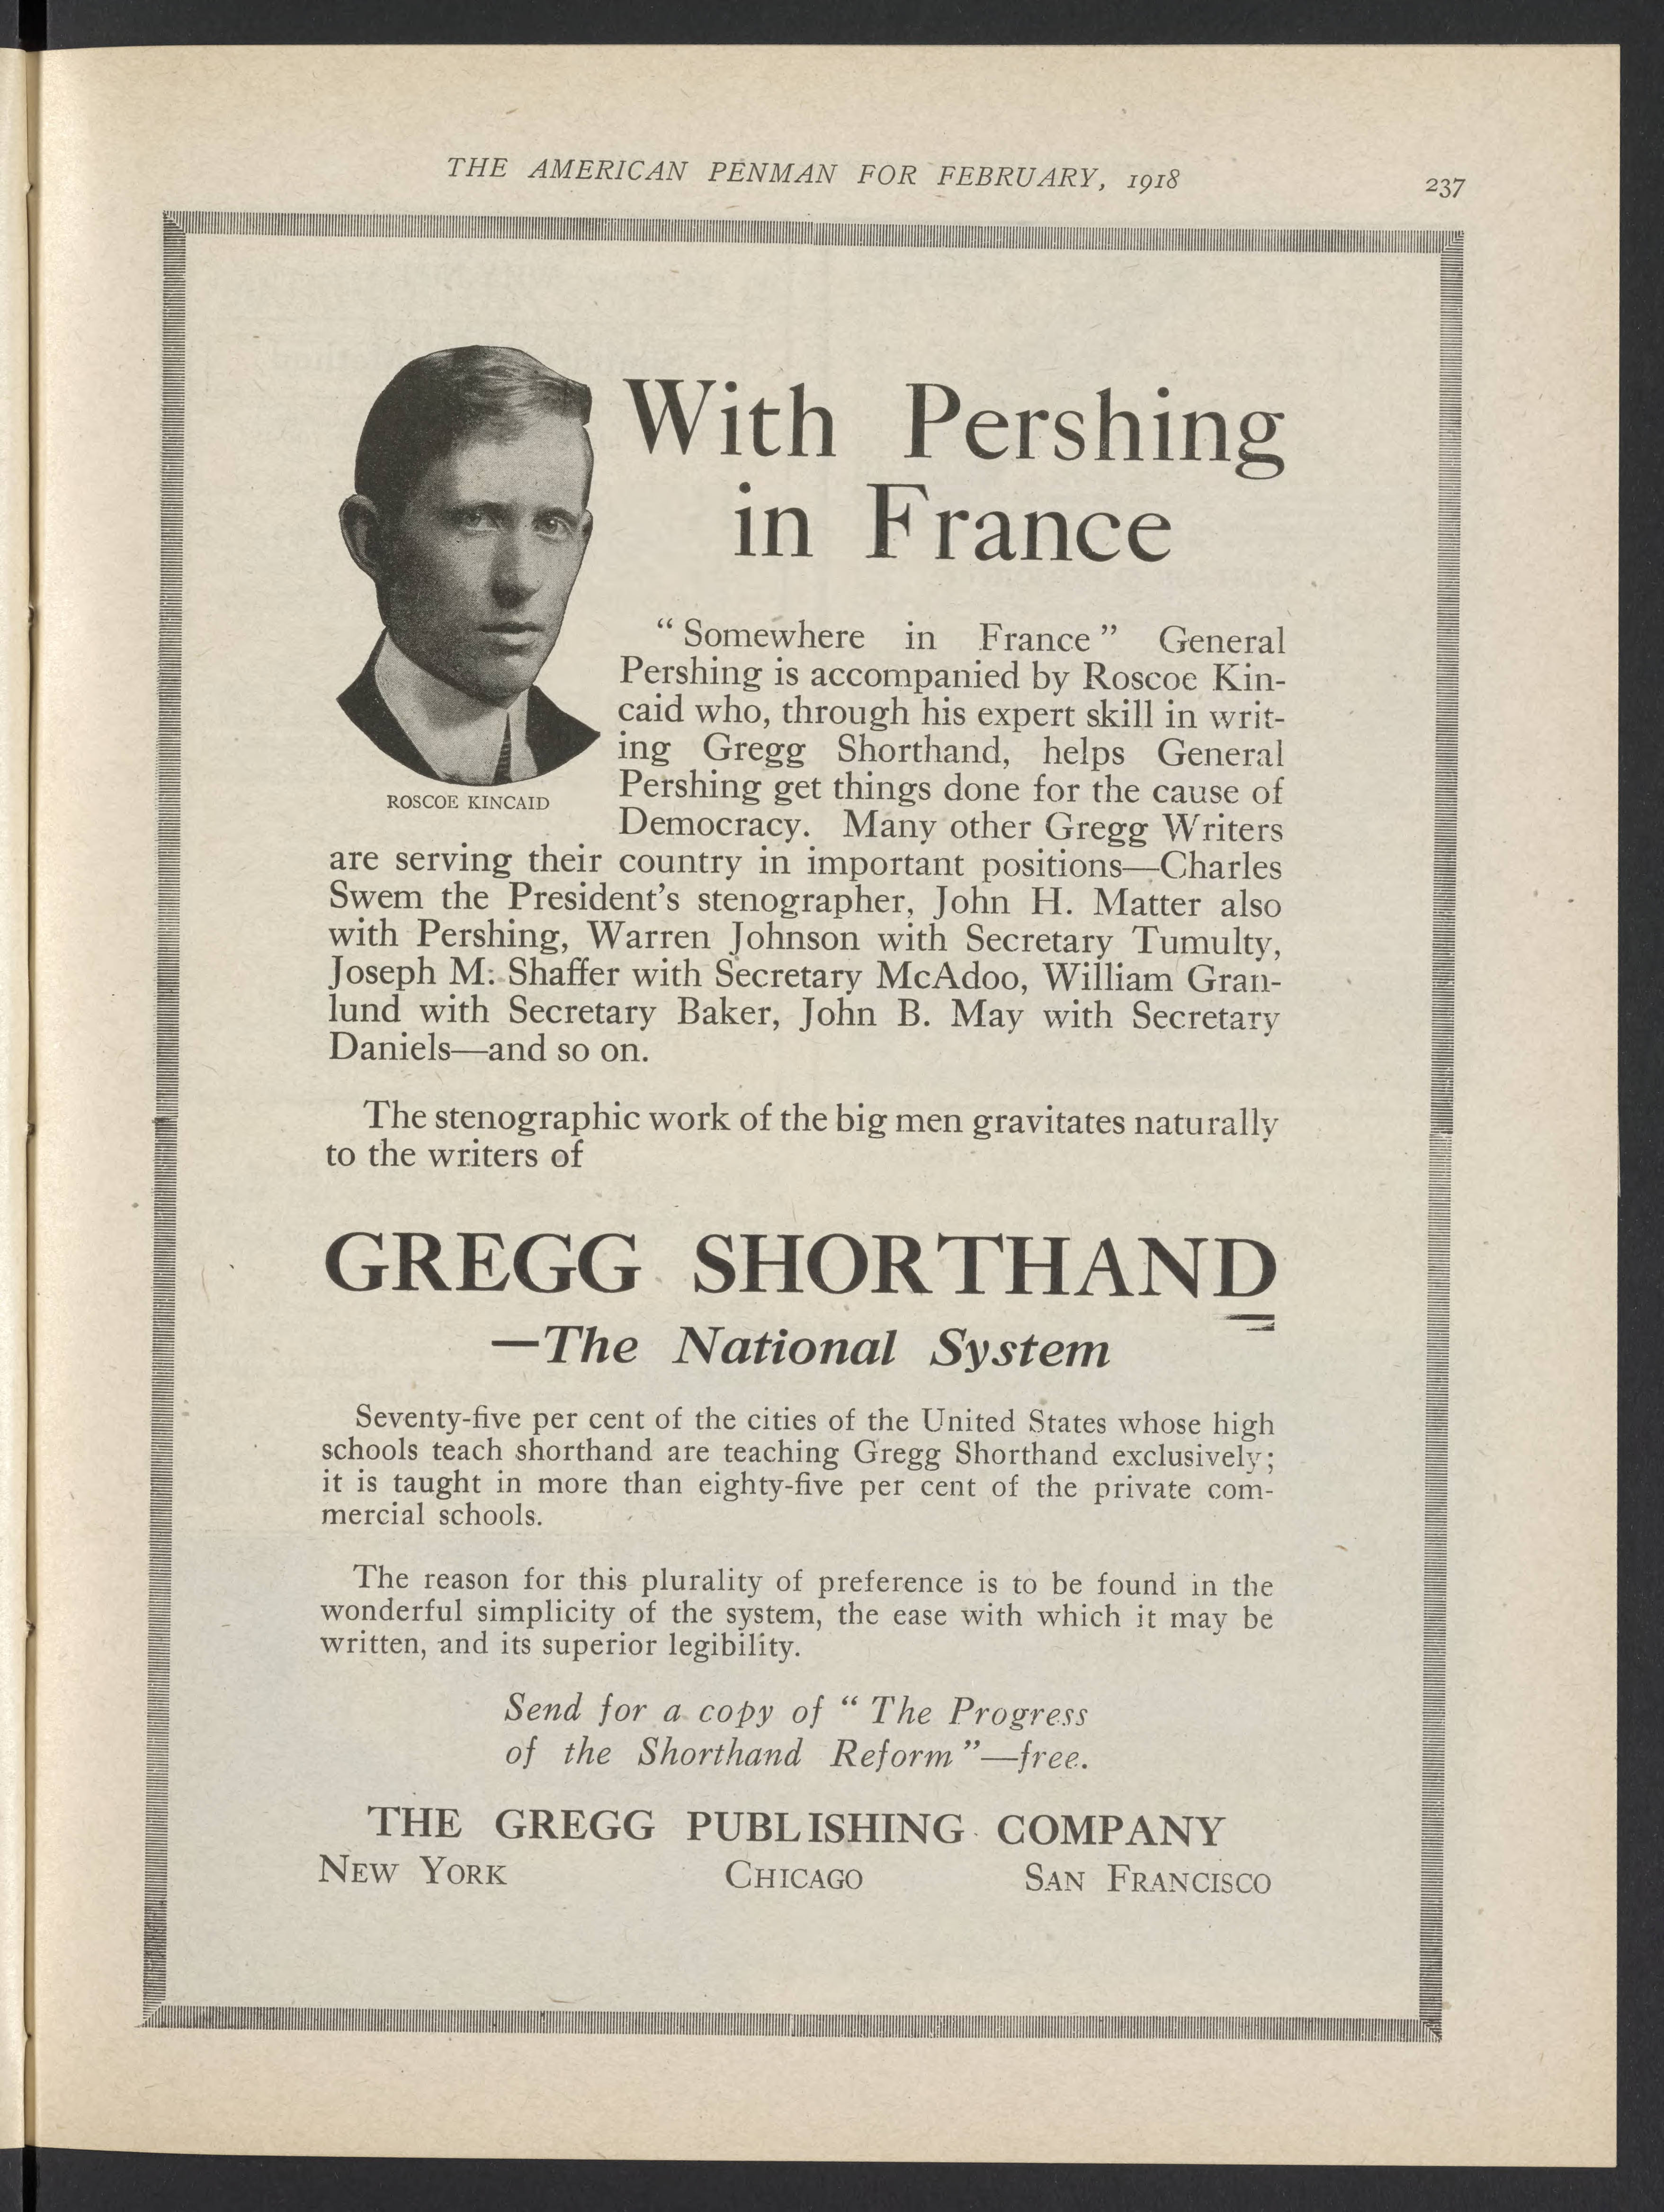 THE AMERICAN PENMAN FOR FEBRUARY, 1918
237
With Pershing
in France
“Somewhere in France” General
Pershing is accompanied by Roscoe Kin-
caid who, through his expert skill in writ-
ing Gregg Shorthand, helps General
Pershing get things done for the cause of
Democracy. Many other Gregg Writers
ROSCOE KINCAID
are serving their country in important positions—Charles
Swem the President’s stenographer, John H. Matter also
with Pershing, Warren Johnson with Secretary Tumulty,
Joseph M. Shaffer with Secretary McAdoo, William Gran-
lund with Secretary Baker, John B. May with Secretary
Daniels—and so on.
The stenographic work of the big men gravitates naturally
to the writers of
GREGG SHORTHAND
—The National System
Seventy-five per cent of the cities of the United States whose high
schools teach shorthand are teaching Gregg Shorthand exclusively;
it is taught in more than eighty-five per cent of the private com-
mercial schools.
The reason for this plurality of preference is to be found in the
wonderful simplicity of the system, the ease with which it may be
written, and its superior legibility.
Send for a copy of “The Progress
of the Shorthand Reform”—free.
THE GREGG PUBLISHING COMPANY
NEW YORK CHICAGO SAN FRANCISCO